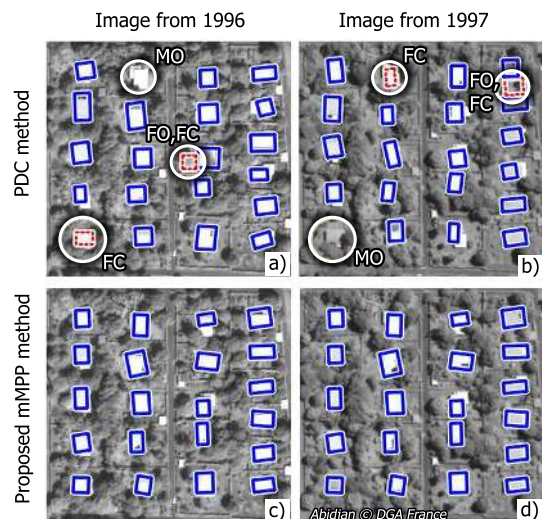 Image from 1996
Image from 1997
PDC method
MO
FO,FC
FC
a)
FC
FO,
FC
MO
b)
Proposed mMPP method
c)
Abidian © DGA France
d)